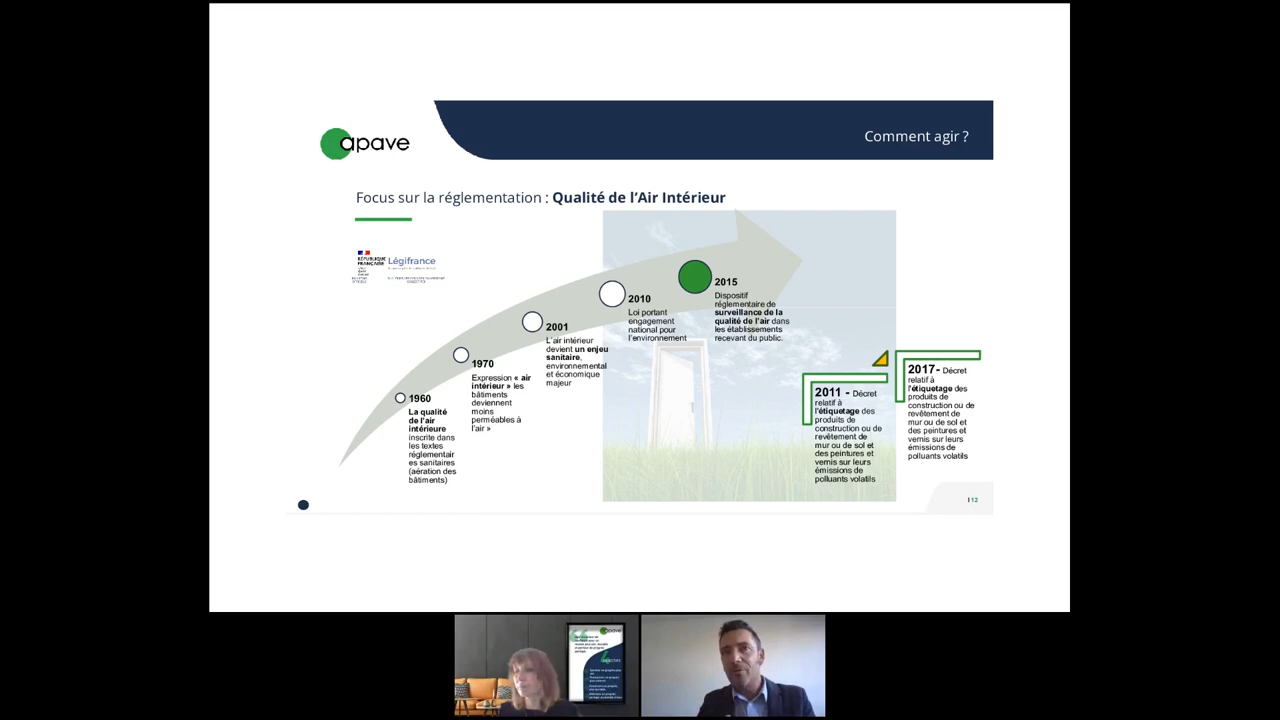 apave
Comment agir ?
Focus sur la réglementation : Qualité de l'Air Intérieur
RÉPUBLIQUE
FRANÇAISE
Légifrance
1960
La qualité
de l'air
intérieure
inscrite dans
les textes
réglementair
es sanitaires
(aération des
bâtiments)
1970
Expression « air
intérieur » les
bâtiments
deviennent
moins
perméables à
l'air »
2001
L'air intérieur
devient un enjeu
sanitaire,
environnemental
et économique
majeur
2010
Loi portant
engagement
national pour
l'environnement
2015
Dispositif
réglementaire de
surveillance de la
qualité de l'air dans
les établissements
recevant du public.
2011 - Décret
relatif à
l'étiquetage des
produits de
construction ou de
revêtement de
mur ou de sol et
des peintures et
vernis sur leurs
émissions de
polluants volatils
2017- Décret
relatif à
l'étiquetage des
produits de
construction ou de
revêtement de
mur ou de sol et
des peintures et
vernis sur leurs
émissions de
polluants volatils
12
apave